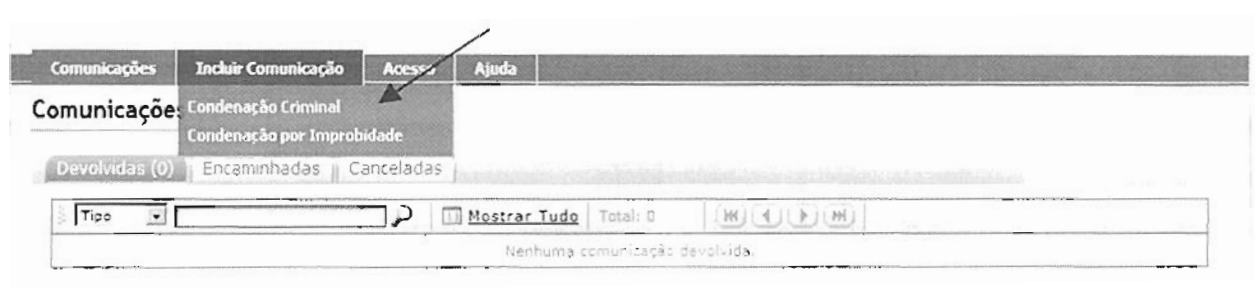 Comunicações Incluir Comunicação Acesso Ajuda
Comunicações Condenação Criminal
Condenação por Improbidade
Devolvidas (0) Encaminhadas Canceladas
Tipo Mostrar Tudo Total: 0
Nenhuma comunicação devolvida.